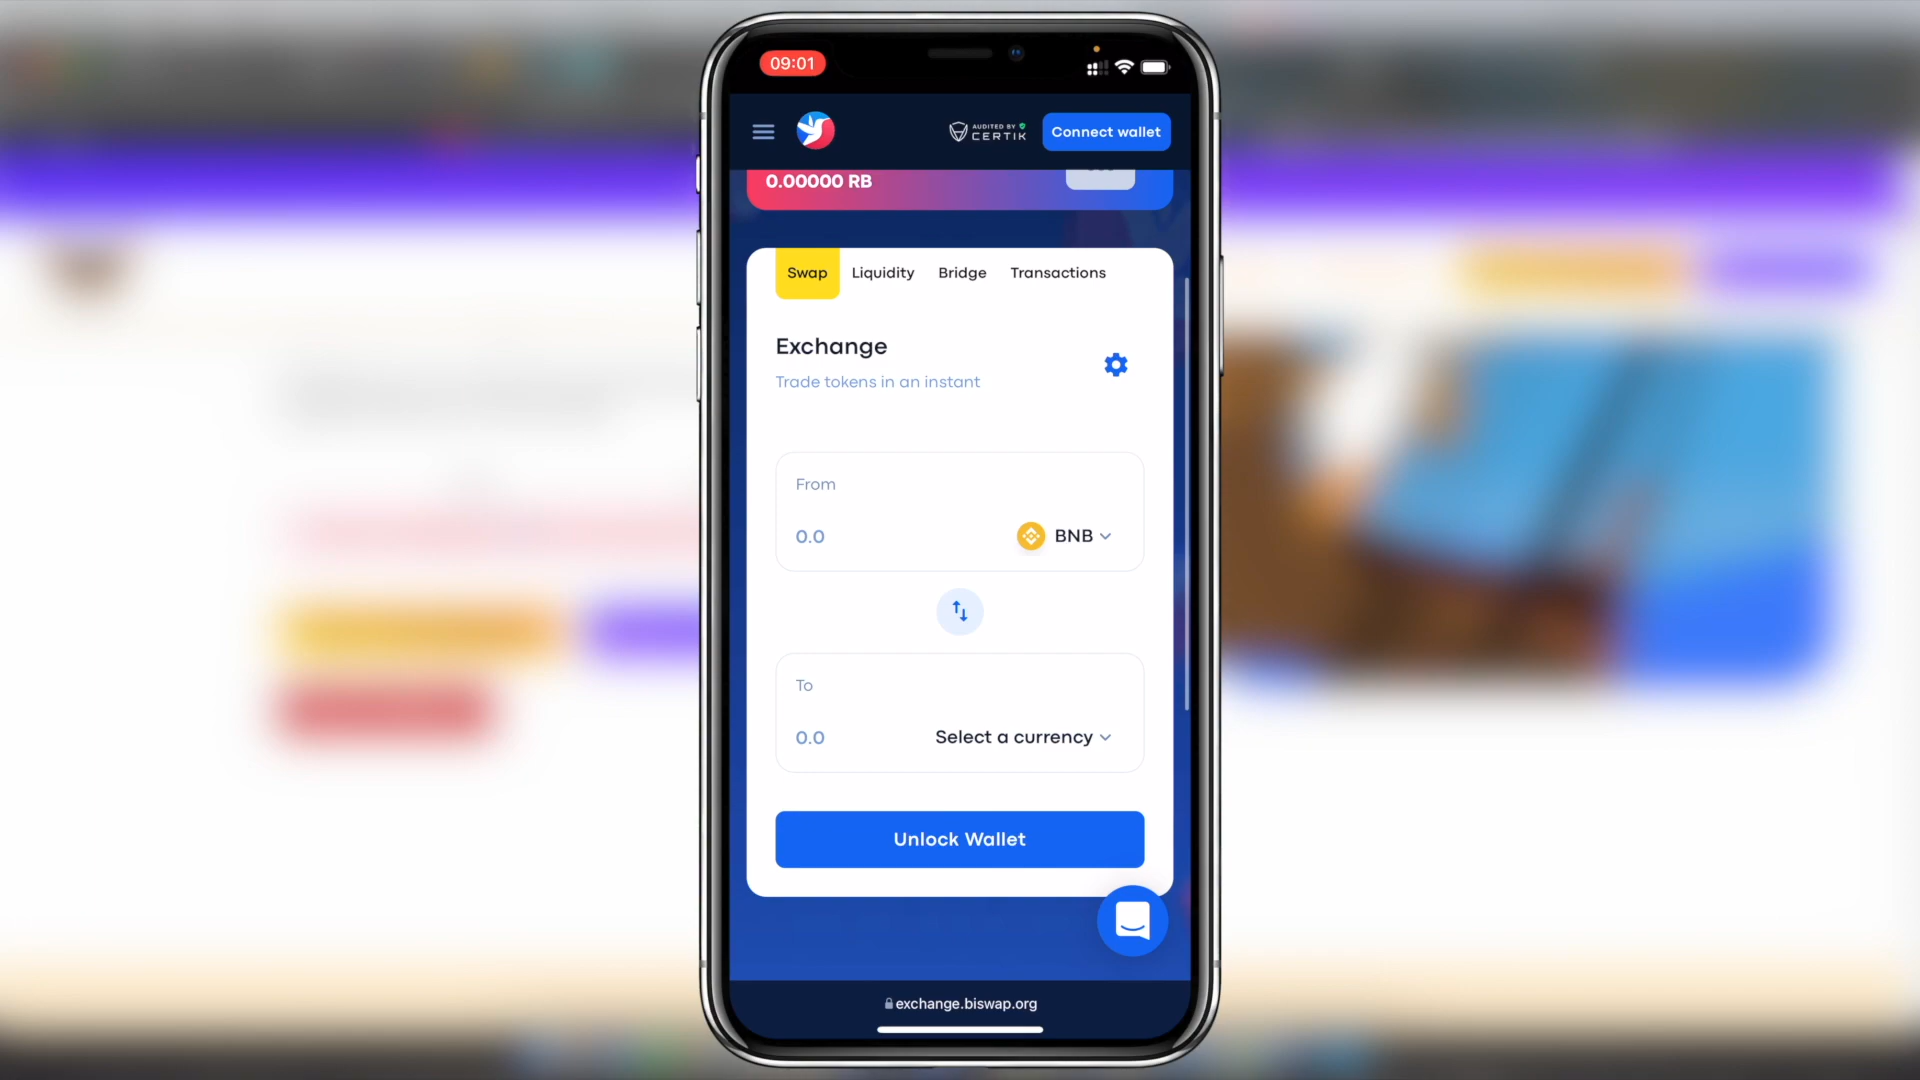 09:01
AUDITED BY
CERTIK
Connect wallet
0.00000 RB
Swap Liquidity Bridge Transactions
Exchange
Trade tokens in an instant
From
0.0 BNB
To
0.0 Select a currency
Unlock Wallet
exchange.biswap.org